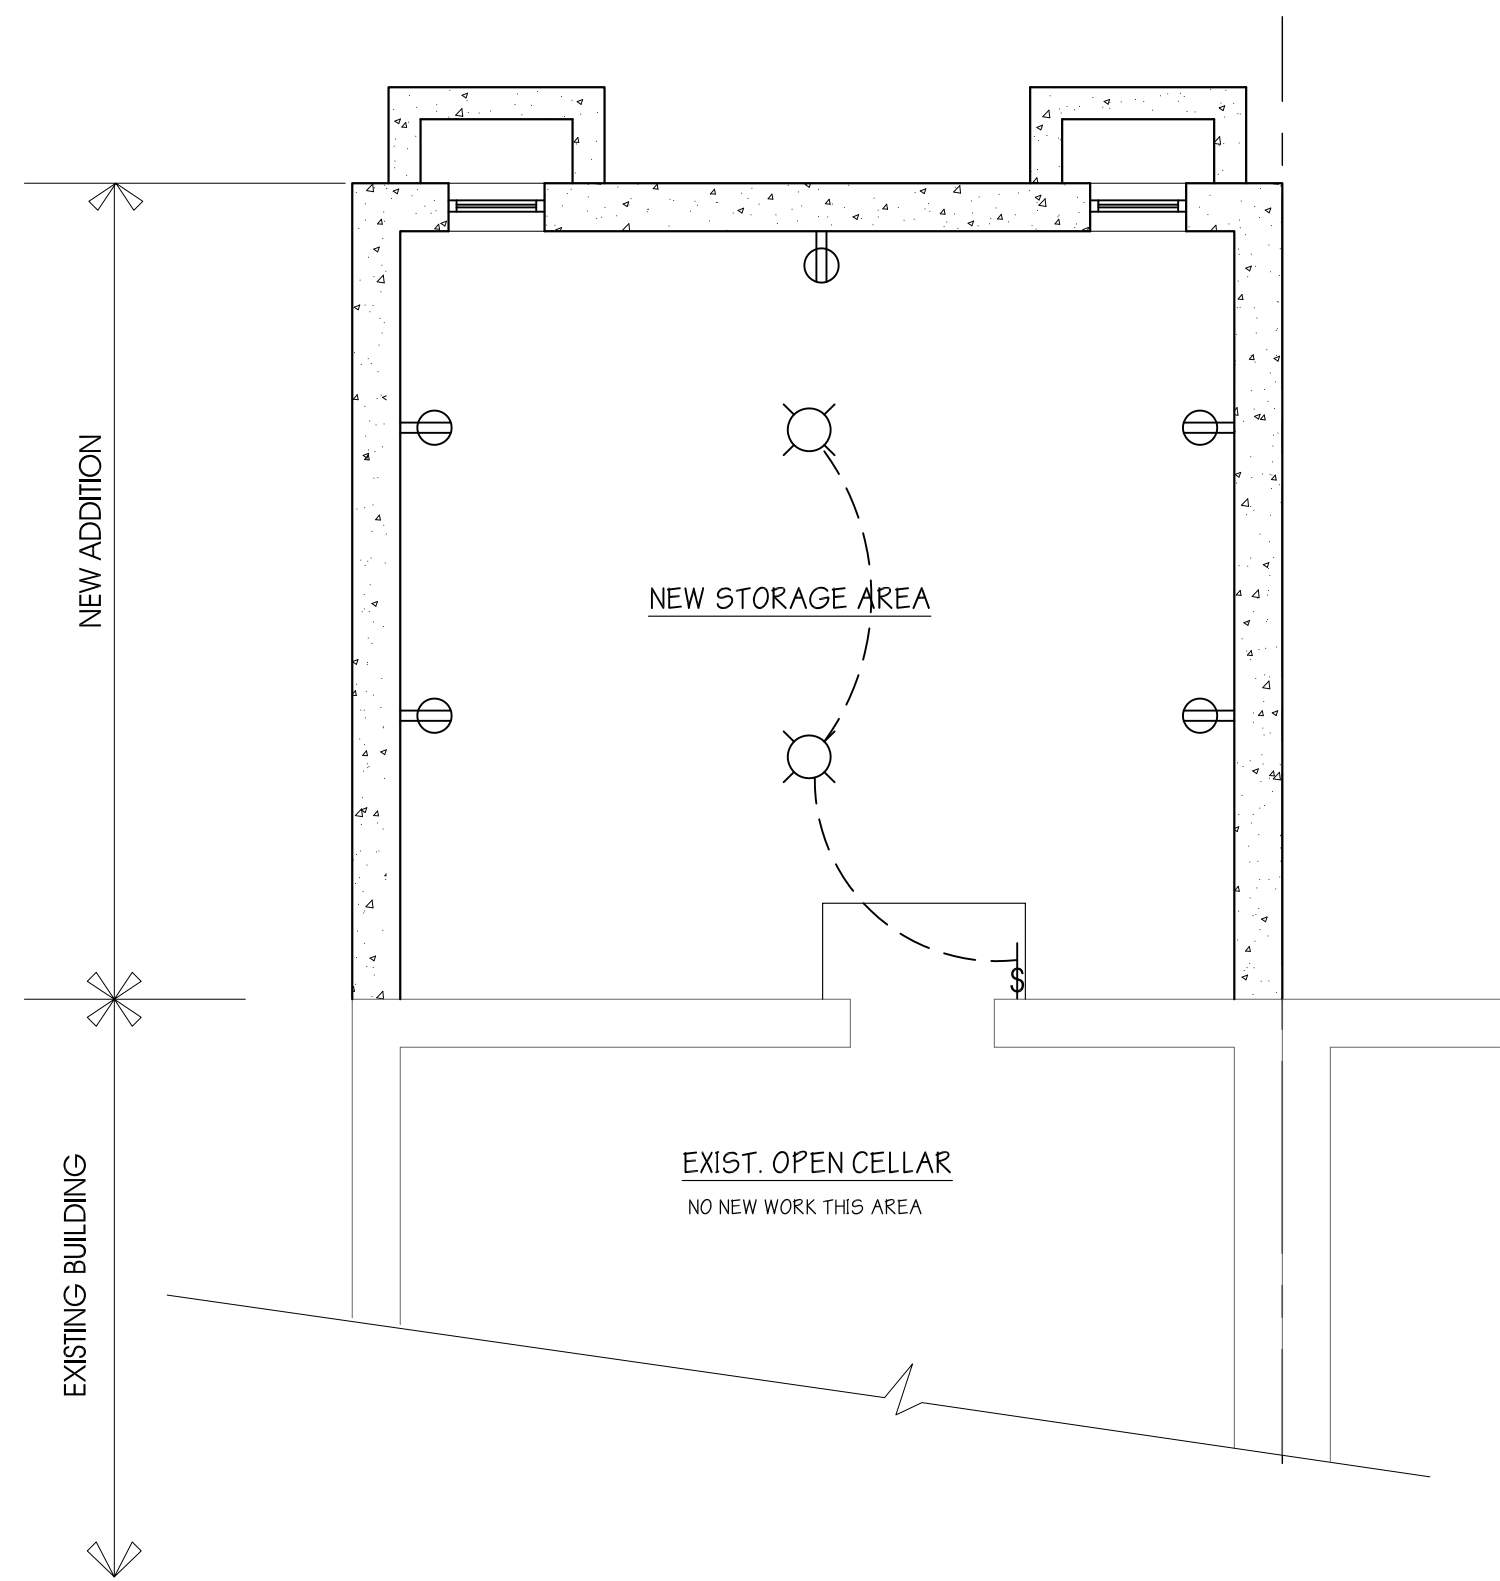 NEW ADDITION
NEW STORAGE AREA
S
EXIST. OPEN CELLAR
NO NEW WORK THIS AREA
EXISTING BUILDING